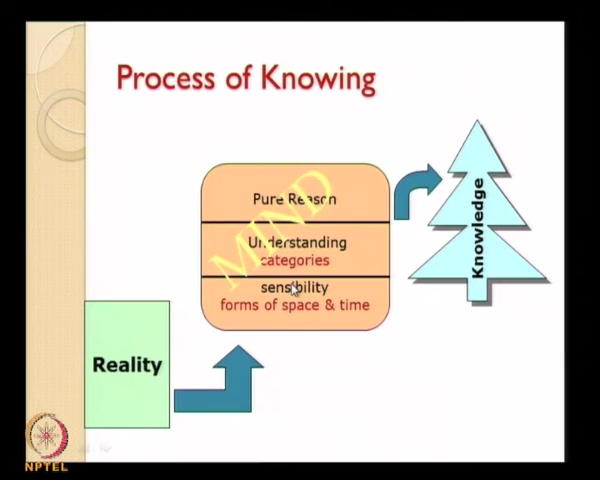 Process of Knowing
Pure Reason
MIND
Understanding
categories
sensibility
forms of space & time
Knowledge
Reality
NPTEL